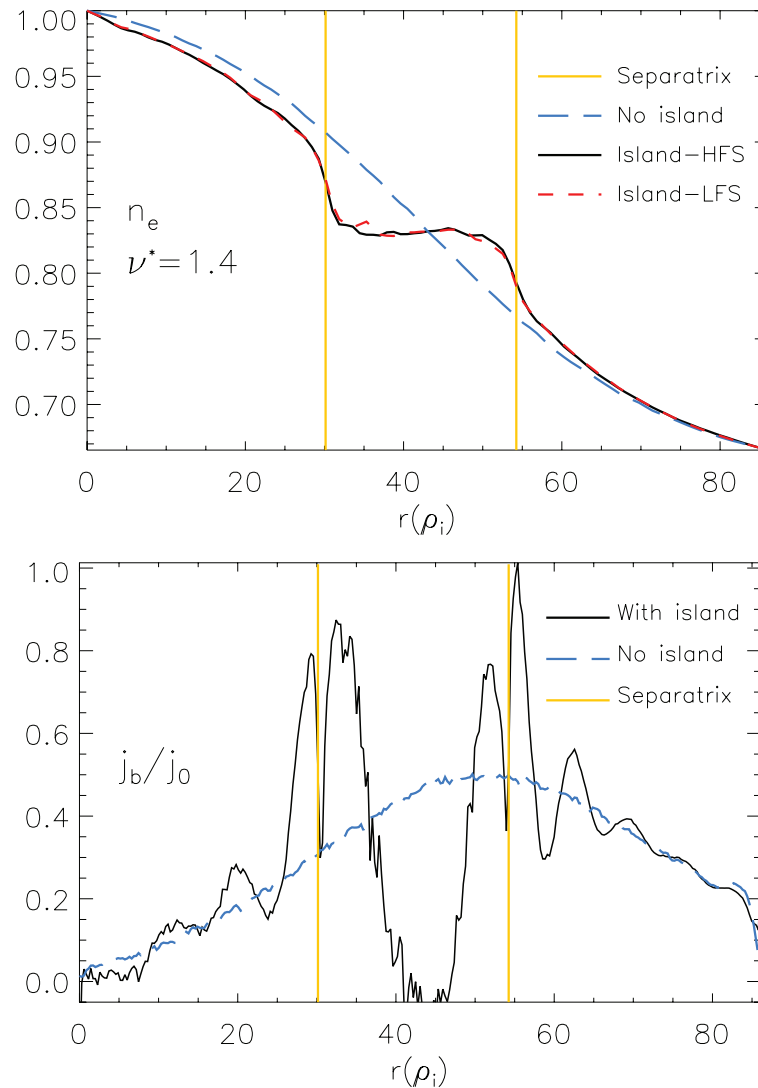 1.00
0.95
0.90
0.85
0.80
0.75
0.70
Separatrix
No island
Island-HFS
Island-LFS
n_e
ν*=1.4
0 20 40 60 80
r(ρ_i)
1.0
0.8
0.6
0.4
0.2
0.0
With island
No island
Separatrix
j_b/j_0
0 20 40 60 80
r(ρ_i)